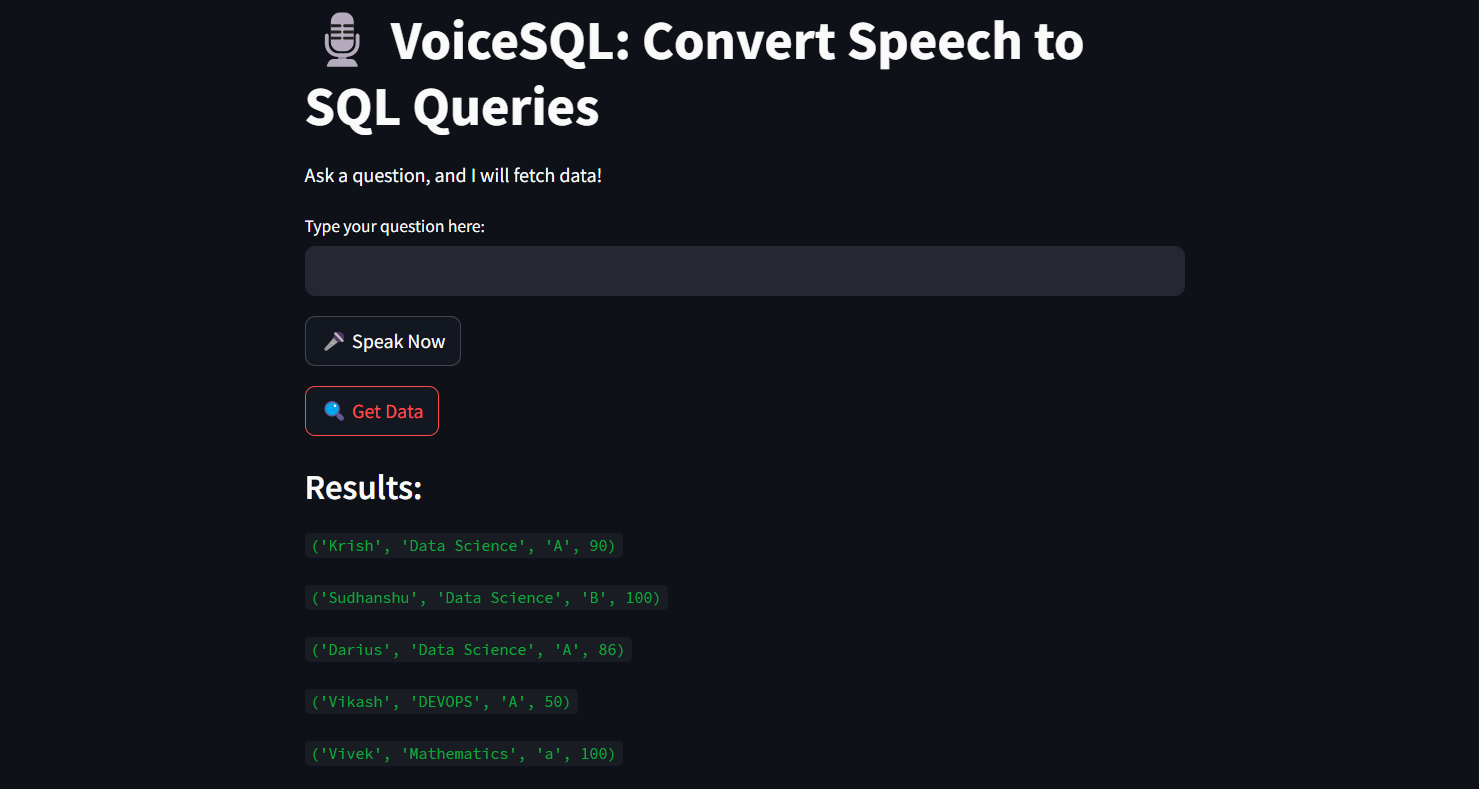 VoiceSQL: Convert Speech to
SQL Queries
Ask a question, and I will fetch data!
Type your question here:
Speak Now
Get Data
Results:
('Krish', 'Data Science', 'A', 90)
('Sudhanshu', 'Data Science', 'B', 100)
('Darius', 'Data Science', 'A', 86)
('Vikash', 'DEVOPS', 'A', 50)
('Vivek', 'Mathematics', 'a', 100)